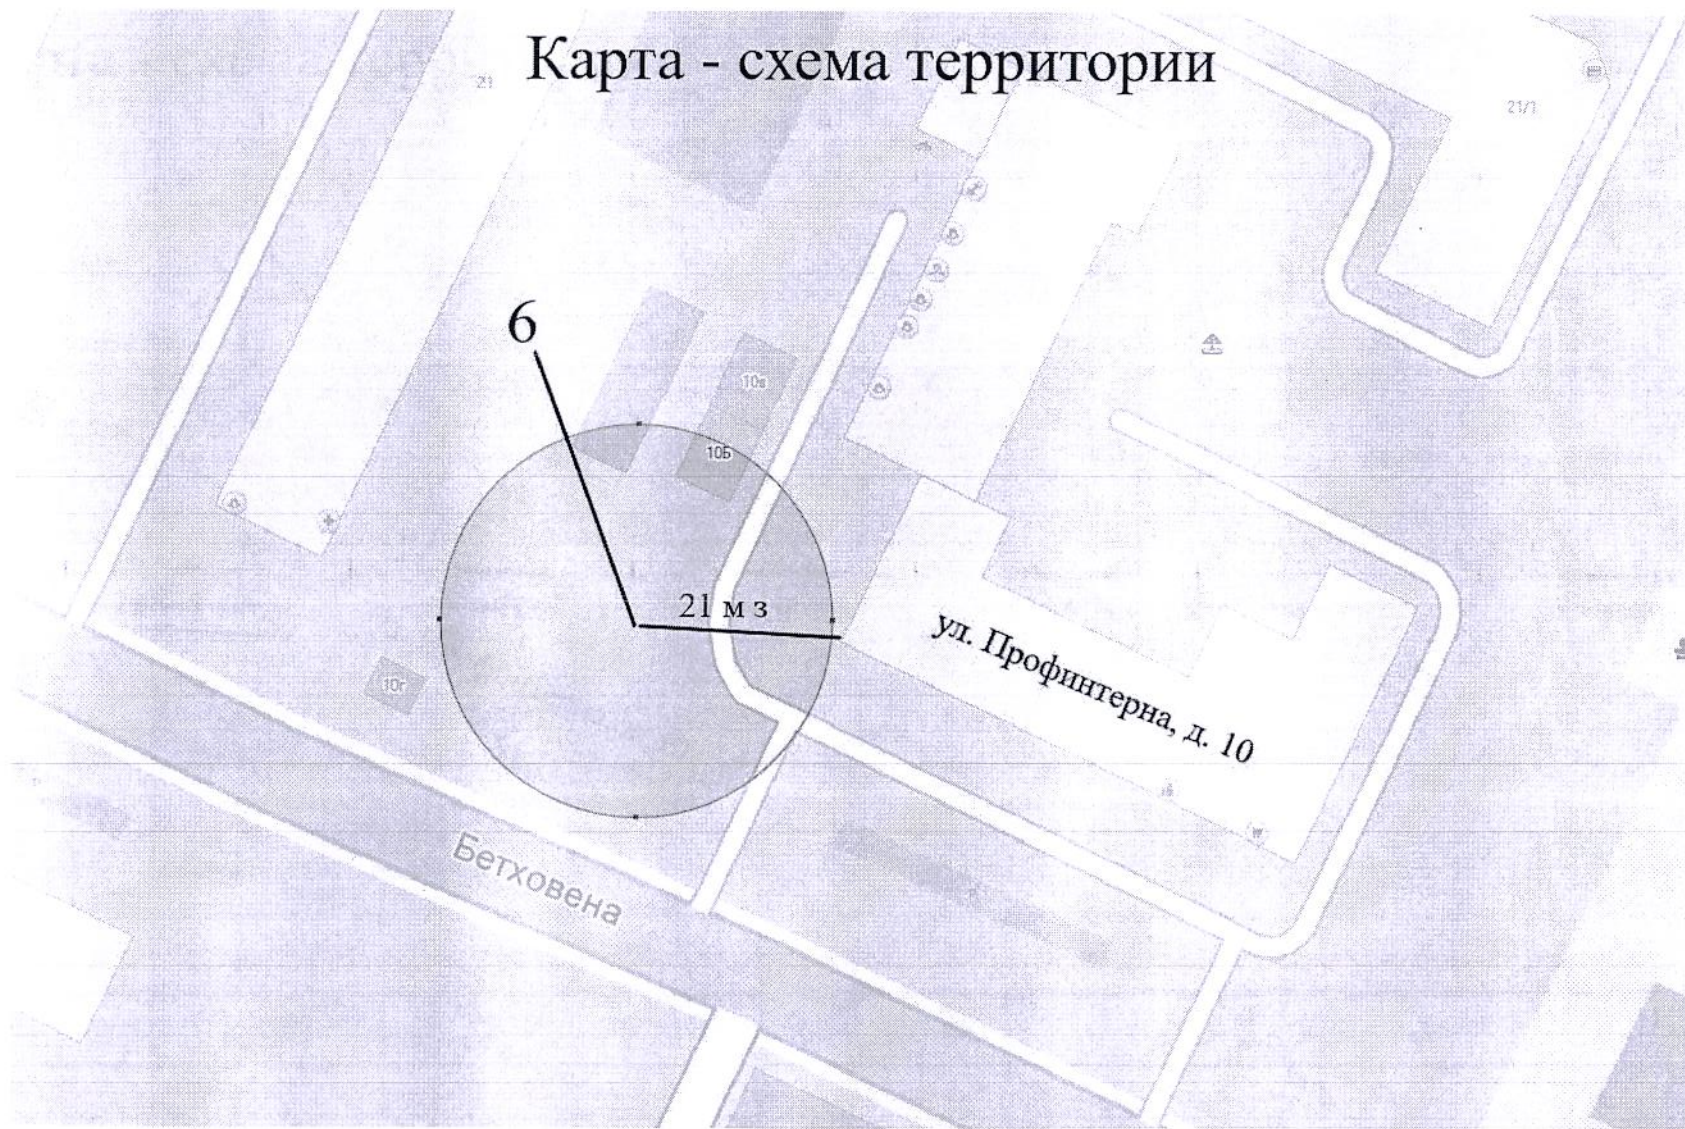 Карта - схема территории
21
21/1
6
10в
10Б
21 м з
ул. Профинтерна, д. 10
10г
Бетховена